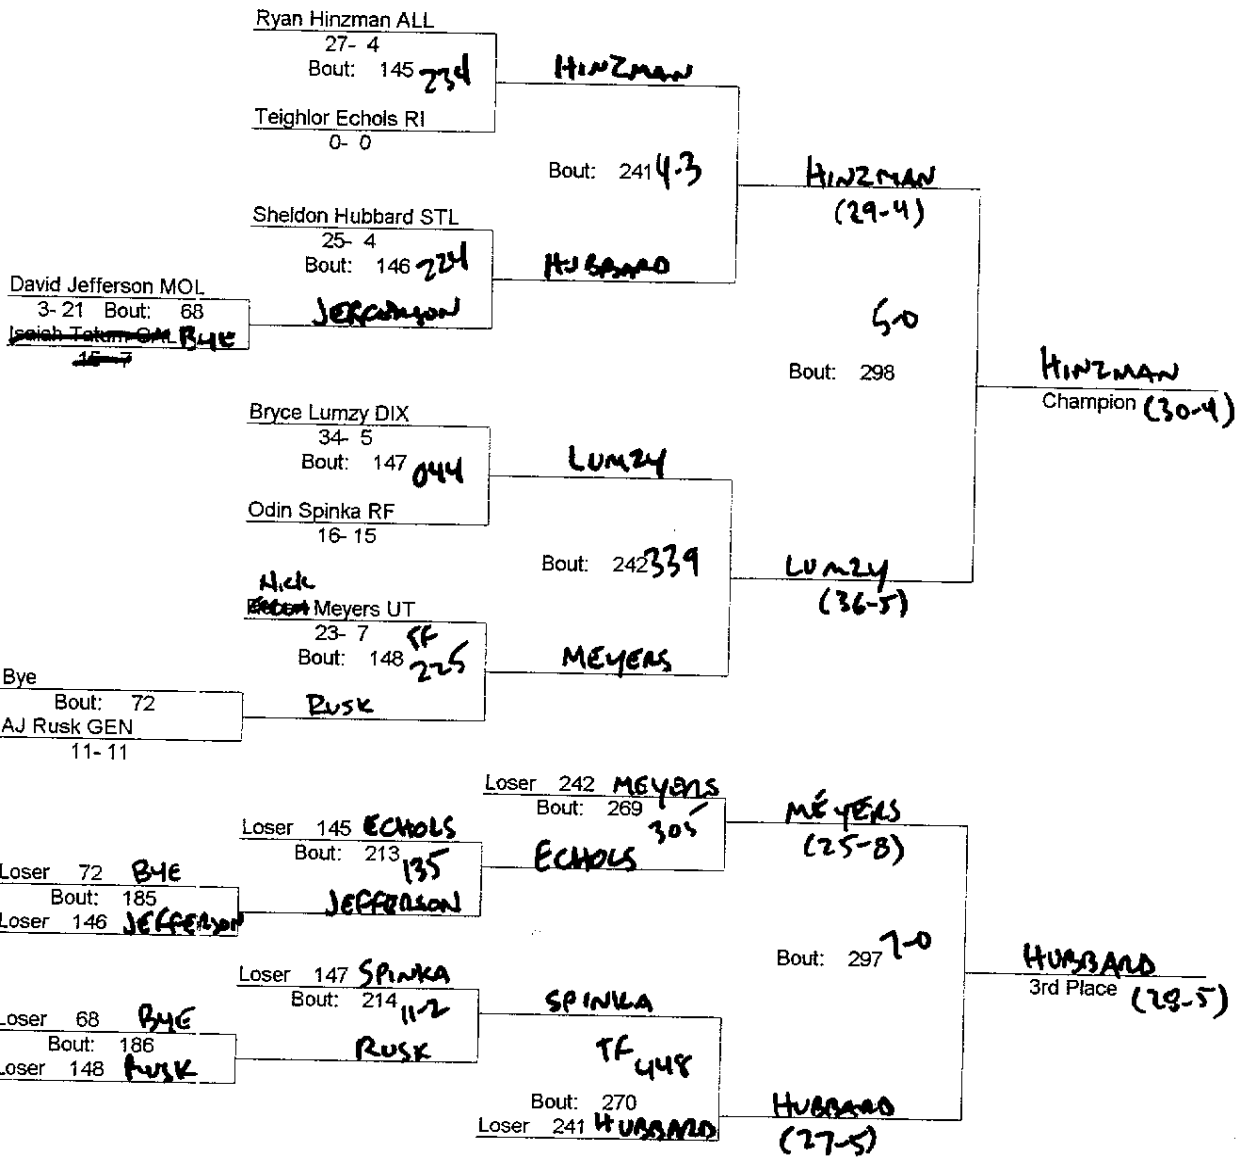 Ryan Hinzman ALL
27- 4
Bout: 145 234
HINZMAN
Teighlor Echols RI
0- 0
Bout: 241 4-3
HINZMAN
(29-4)
Sheldon Hubbard STL
25- 4
Bout: 146 224
HUBBARD
David Jefferson MOL
3- 21 Bout: 68
JEFFERSON
Isaiah Tatum GAL BYE
15- 7
5-0
Bout: 298
HINZMAN
Champion (30-4)
Bryce Lumzy DIX
34- 5
Bout: 147 044
LUMZY
Odin Spinka RF
16- 15
Bout: 242 339
LUMZY
(36-5)
Nick
Meyers UT
23- 7 TF
Bout: 148 225
MEYERS
Bye
Bout: 72
RUSK
AJ Rusk GEN
11- 11
Loser 242 MEYERS
Bout: 269 305
MEYERS
(25-8)
Loser 145 ECHOLS
Bout: 213 135
ECHOLS
Loser 72 BYE
Bout: 185
JEFFERSON
Loser 146 JEFFERSON
Bout: 297 7-0
HUBBARD
3rd Place (28-5)
Loser 147 SPINKA
Bout: 214 11-2
SPINKA
Loser 68 BYE
Bout: 186
RUSK
Loser 148 RUSK
TF 448
Bout: 270
Loser 241 HUBBARD
HUBBARD
(27-5)